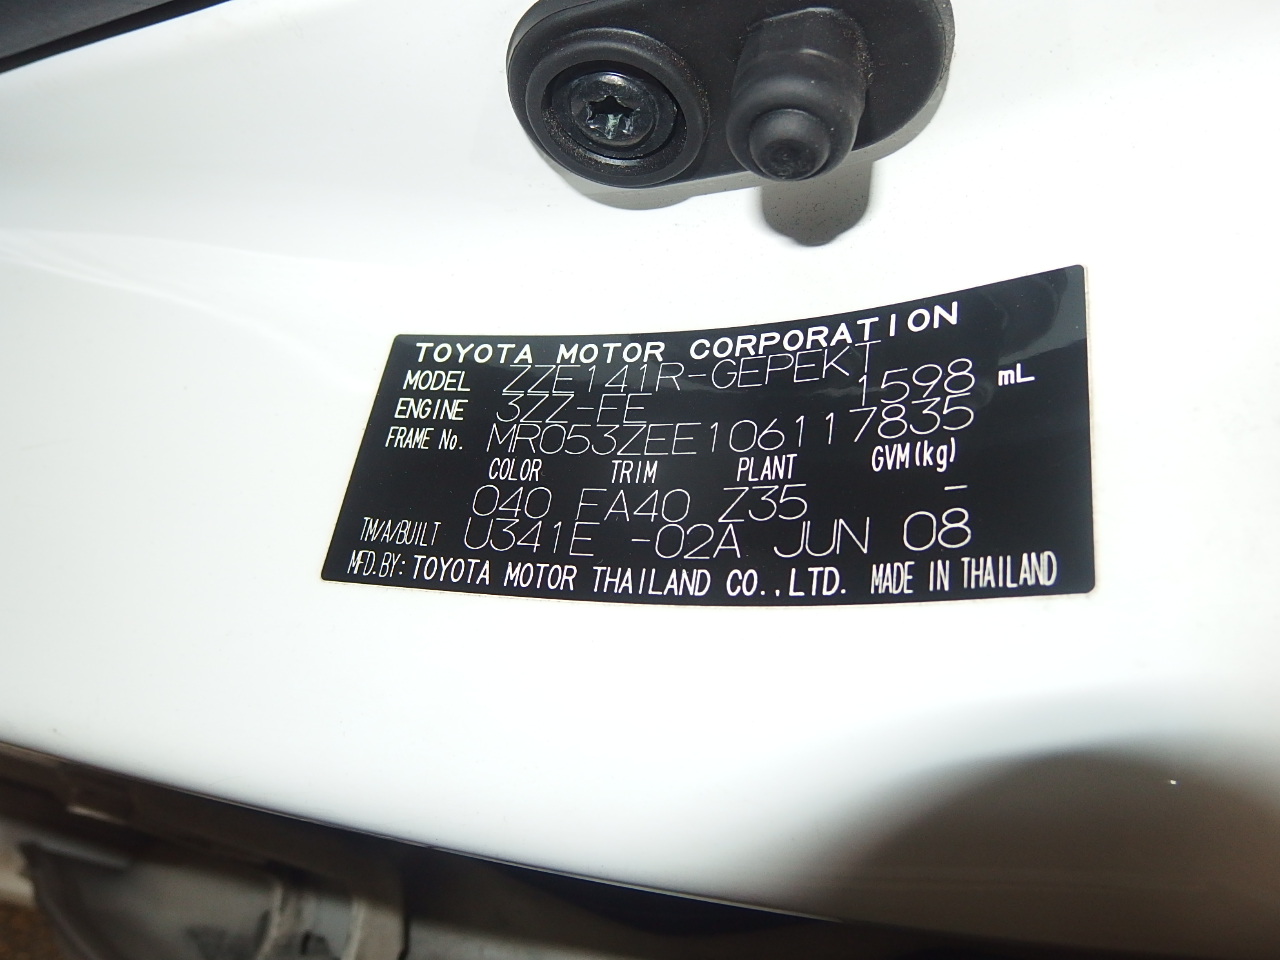 TOYOTA MOTOR CORPORATION
MODEL ZZE141R-GEPEKT
ENGINE 3ZZ-FE 1598 mL
FRAME No. MR053ZEE106117835
COLOR TRIM PLANT GVM(kg)
040 FA40 Z35 –
TM/A/BUILT U341E -02A JUN 08
MFD.BY: TOYOTA MOTOR THAILAND CO.,LTD. MADE IN THAILAND